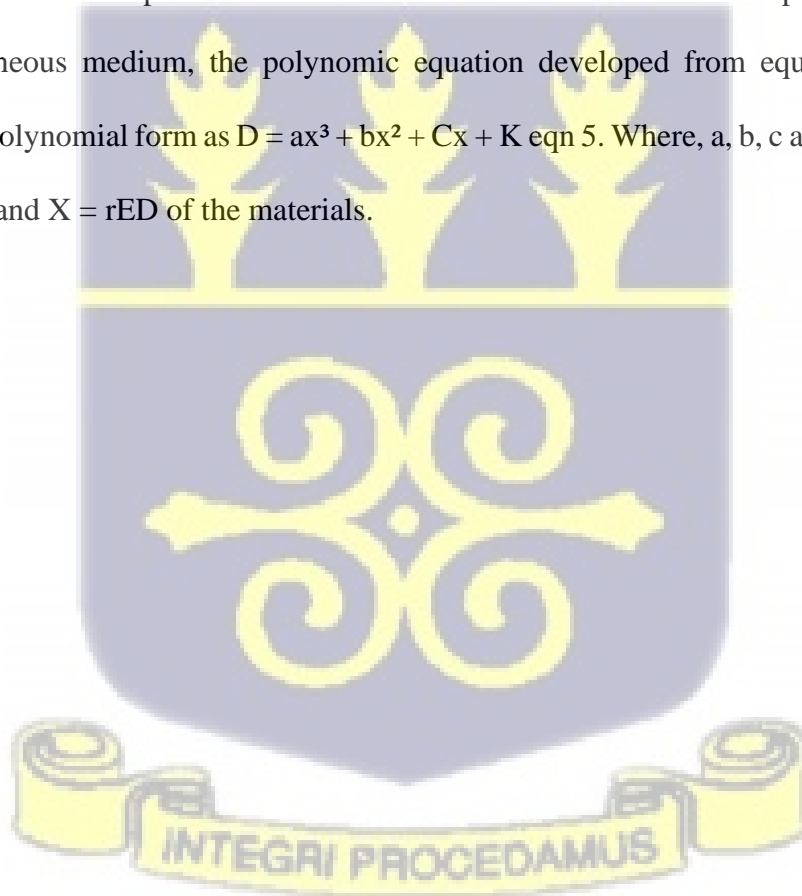 neous medium, the polynomic equation developed from equ
olynomial form as D = ax³ + bx² + Cx + K eqn 5. Where, a, b, c a
and X = rED of the materials.
INTEGRI PROCEDAMUS